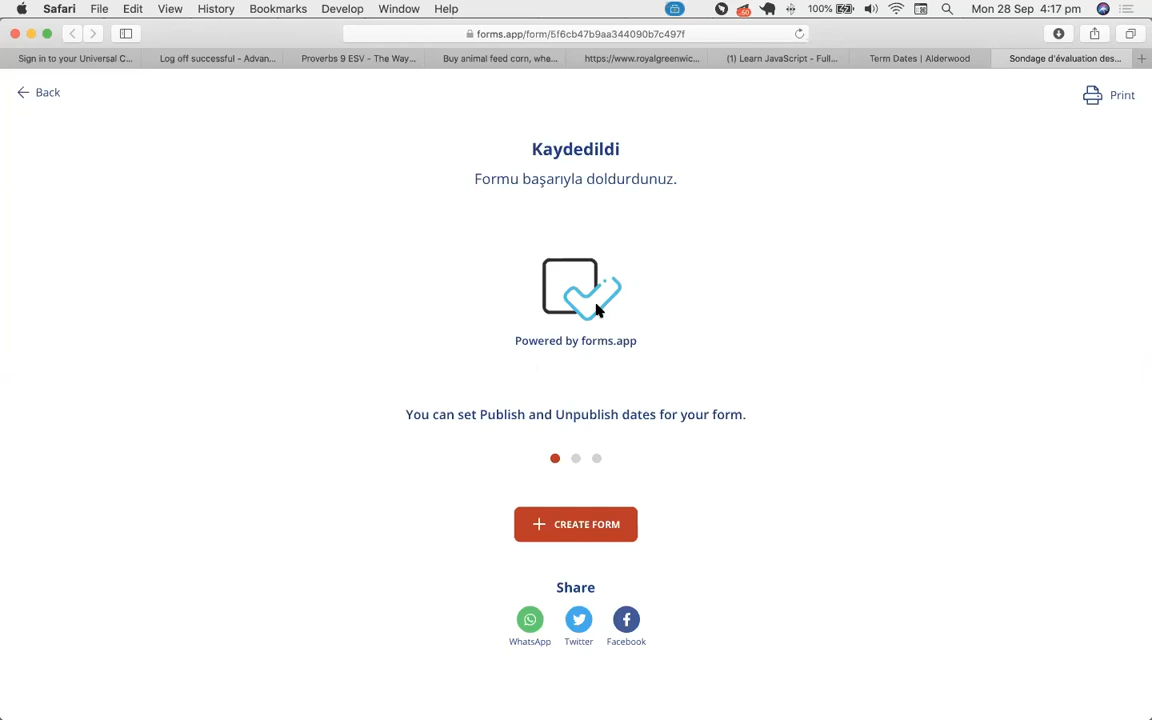 Safari File Edit View History Bookmarks Develop Window Help 100% Mon 28 Sep 4:17 pm
forms.app/form/5f6cb47b9aa344090b7c497f
Sign in to your Universal C... Log off successful - Advan... Proverbs 9 ESV - The Way... Buy animal feed corn, whe... https://www.royalgreenwic... (1) Learn JavaScript - Full... Term Dates | Alderwood Sondage d'évaluation des...
Back
Print
Kaydedildi
Formu başarıyla doldurdunuz.
Powered by forms.app
You can set Publish and Unpublish dates for your form.
CREATE FORM
Share
WhatsApp Twitter Facebook